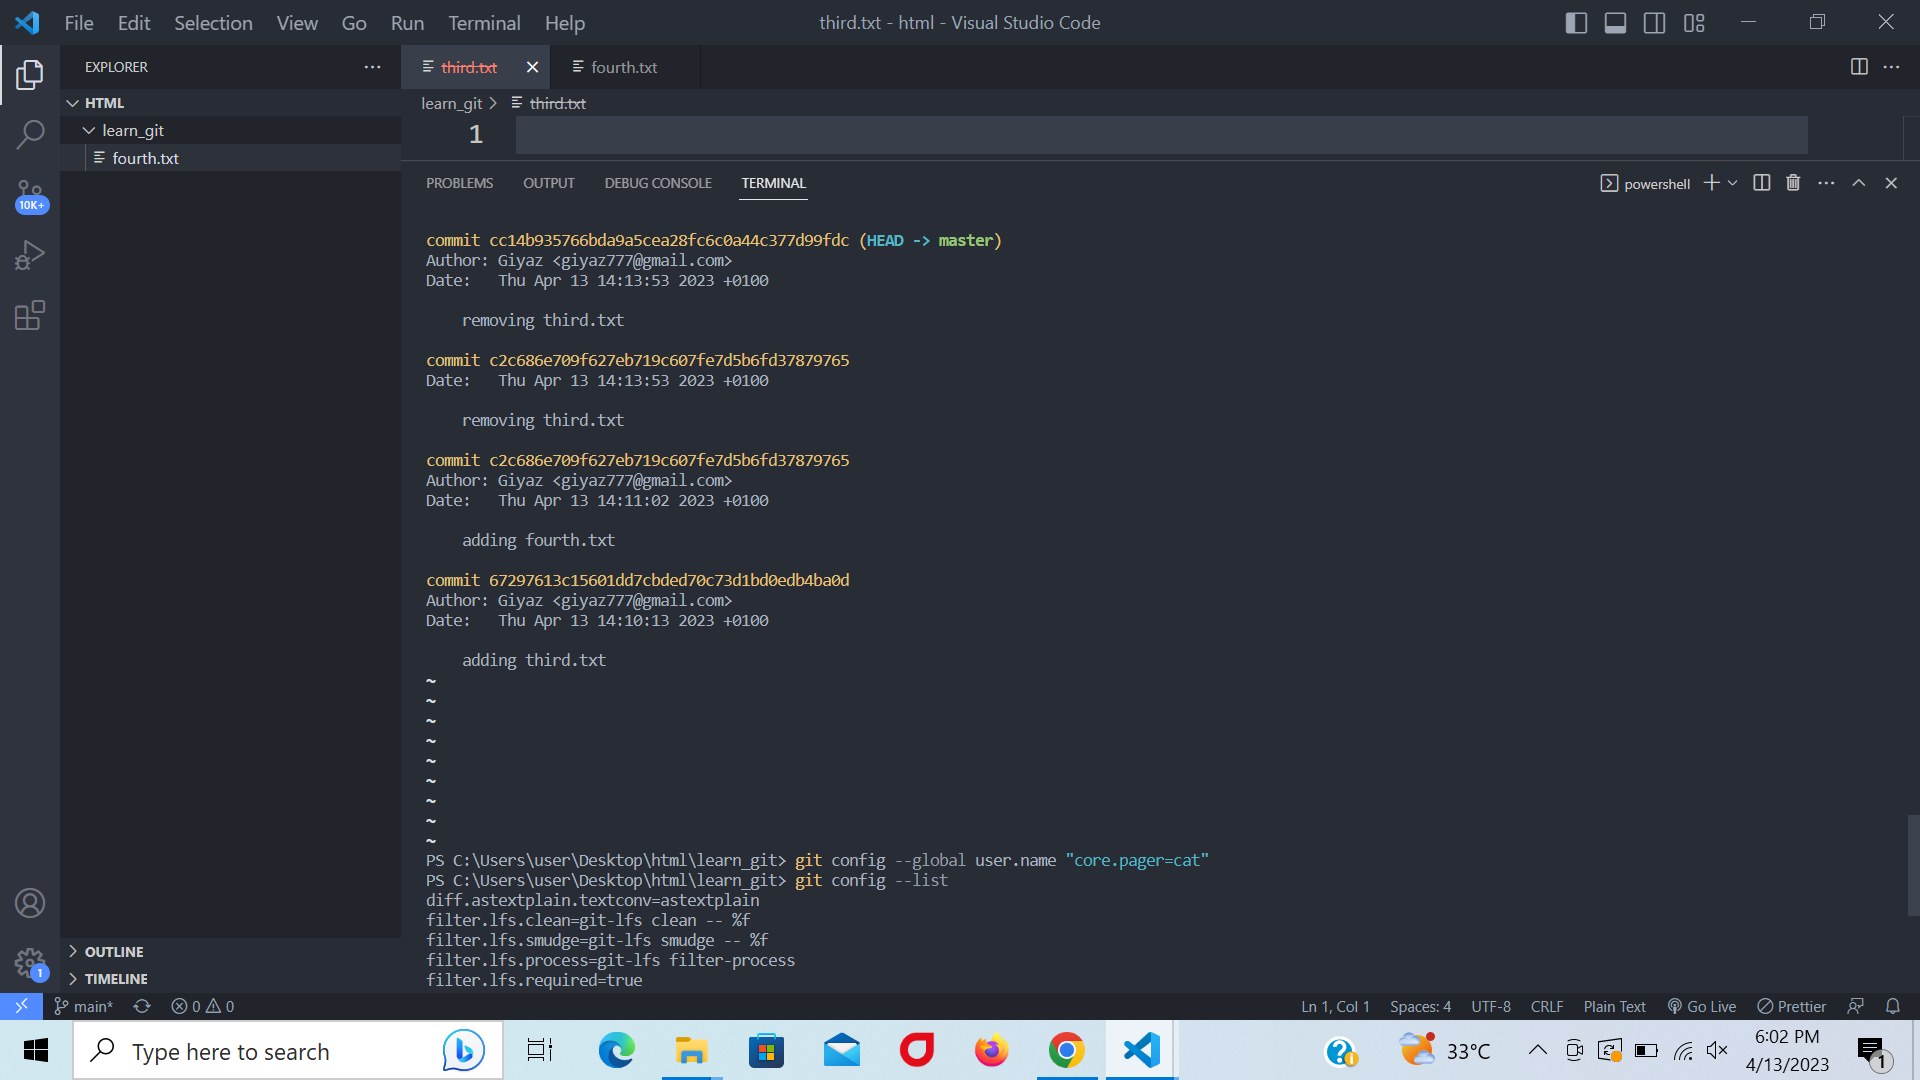 File Edit Selection View Go Run Terminal Help
third.txt - html - Visual Studio Code
EXPLORER
third.txt
fourth.txt
HTML
learn_git
fourth.txt
learn_git > third.txt
1
10K+
PROBLEMS OUTPUT DEBUG CONSOLE TERMINAL
powershell
commit cc14b935766bda9a5cea28fc6c0a44c377d99fdc (HEAD -> master)
Author: Giyaz <giyaz777@gmail.com>
Date:   Thu Apr 13 14:13:53 2023 +0100
removing third.txt
commit c2c686e709f627eb719c607fe7d5b6fd37879765
Date:   Thu Apr 13 14:13:53 2023 +0100
removing third.txt
commit c2c686e709f627eb719c607fe7d5b6fd37879765
Author: Giyaz <giyaz777@gmail.com>
Date:   Thu Apr 13 14:11:02 2023 +0100
adding fourth.txt
commit 67297613c15601dd7cbded70c73d1bd0edb4ba0d
Author: Giyaz <giyaz777@gmail.com>
Date:   Thu Apr 13 14:10:13 2023 +0100
adding third.txt
~
~
~
~
~
~
~
~
~
PS C:\Users\user\Desktop\html\learn_git> git config --global user.name "core.pager=cat"
PS C:\Users\user\Desktop\html\learn_git> git config --list
diff.astextplain.textconv=astextplain
filter.lfs.clean=git-lfs clean -- %f
filter.lfs.smudge=git-lfs smudge -- %f
filter.lfs.process=git-lfs filter-process
filter.lfs.required=true
OUTLINE
1
TIMELINE
main* 0 0
Ln 1, Col 1 Spaces: 4 UTF-8 CRLF Plain Text Go Live Prettier
Type here to search
33°C
6:02 PM
4/13/2023
1